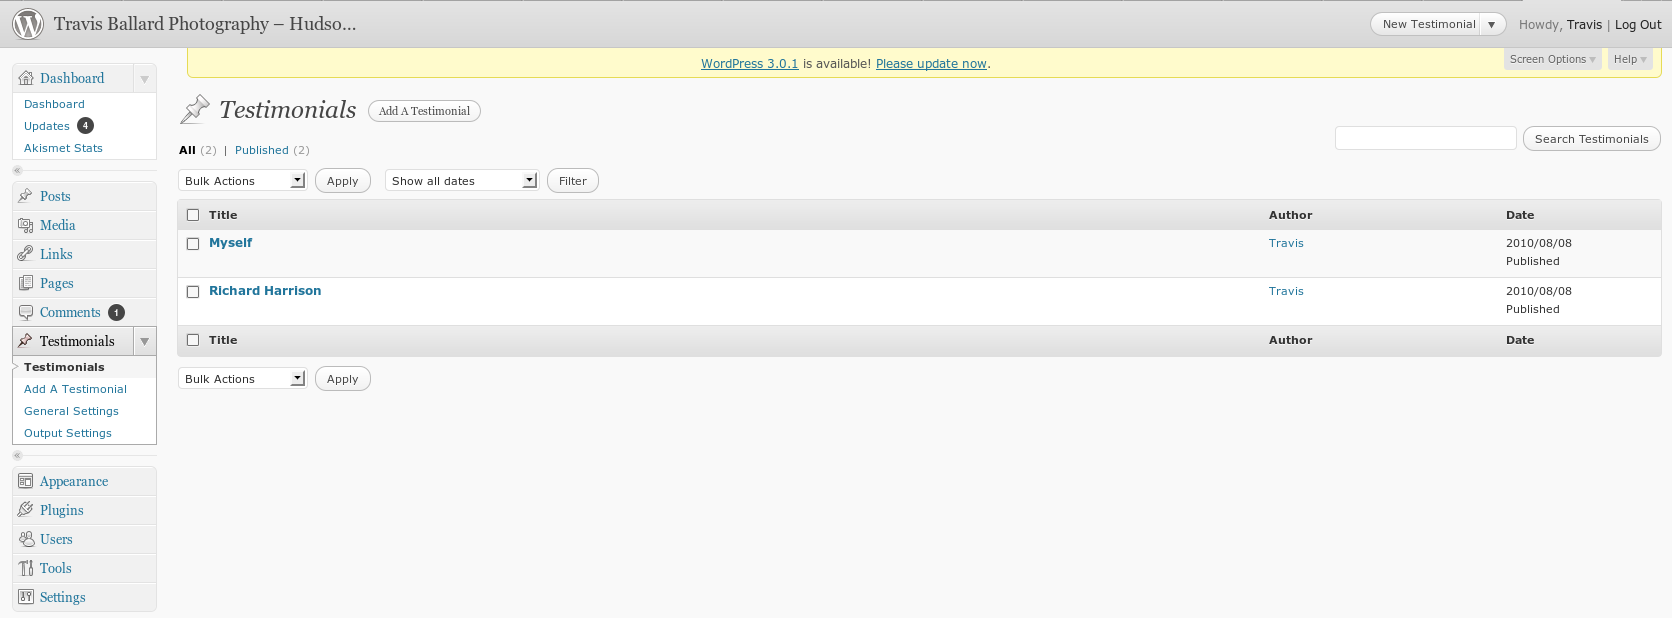 Travis Ballard Photography – Hudso...
New Testimonial
Howdy, Travis | Log Out
WordPress 3.0.1 is available! Please update now.
Screen Options
Help
Dashboard
Dashboard
Updates 4
Akismet Stats
Posts
Media
Links
Pages
Comments 1
Testimonials
Testimonials
Add A Testimonial
General Settings
Output Settings
Appearance
Plugins
Users
Tools
Settings
Testimonials Add A Testimonial
Search Testimonials
All (2) | Published (2)
Bulk Actions Apply Show all dates Filter
Title Author Date
Myself Travis 2010/08/08
Published
Richard Harrison Travis 2010/08/08
Published
Title Author Date
Bulk Actions Apply